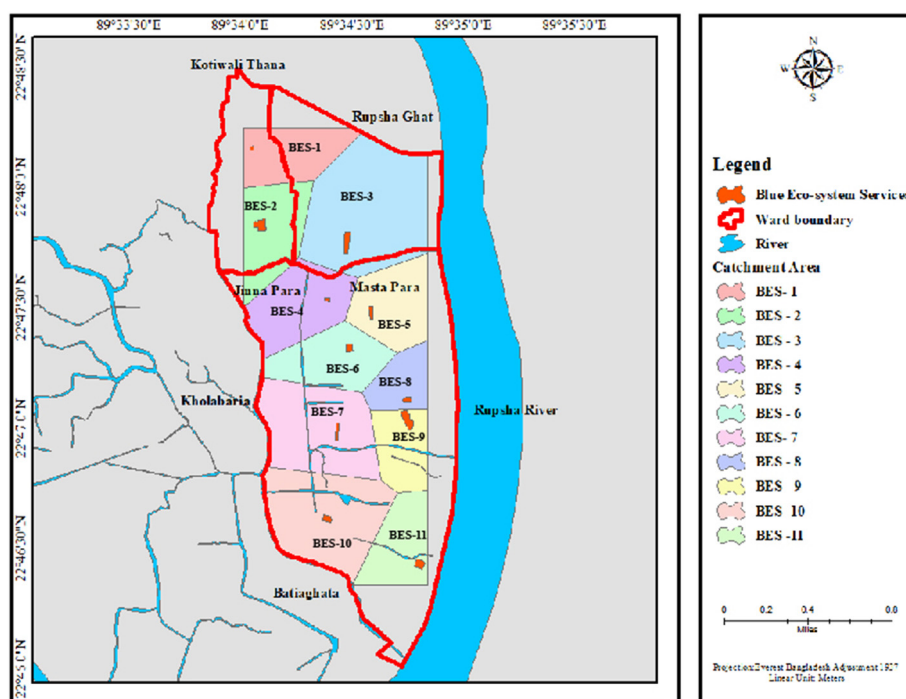 89°33'30"E 89°34'0"E 89°34'30"E 89°35'0"E 89°35'30"E
22°48'30"N
22°48'0"N
22°47'30"N
22°47'0"N
22°46'30"N
Kotiwali Thana
Rupsha Ghat
BES-1
BES-3
BES-2
Jinna Para
Masta Para
BES-4
BES-5
BES-6
BES-8
Kholabaria
BES-7
Rupsha River
BES-9
BES-11
BES-10
Batiaghata
N
W E
S
Legend
Blue Eco-system Service
Ward boundary
River
Catchment Area
BES- 1
BES - 2
BES - 3
BES - 4
BES - 5
BES - 6
BES- 7
BES - 8
BES - 9
BES -10
BES -11
0 0.2 0.4 0.8
Miles
Projection:Everest Bangladesh Adjustment 1937
Linear Unit: Meters